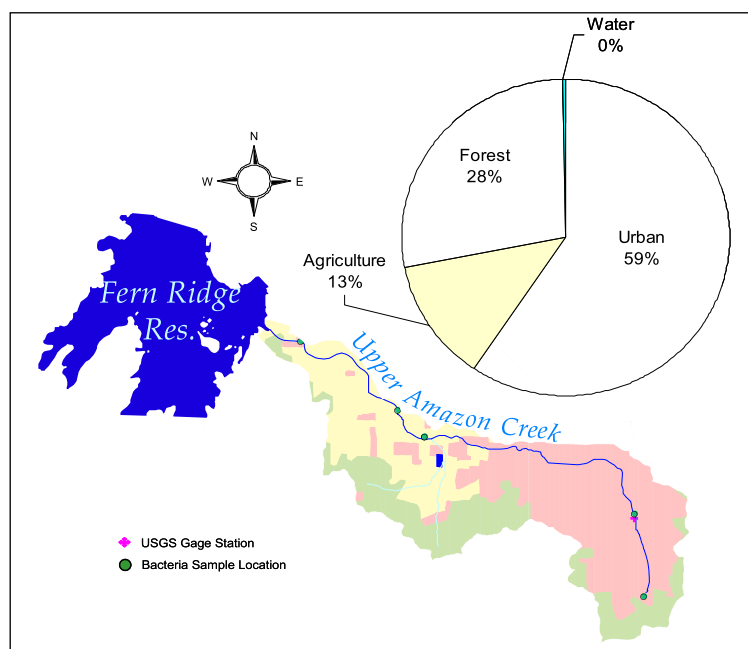 Water
0%
Forest
28%
Urban
59%
Agriculture
13%
N
W
E
S
Fern Ridge
Res.
Upper Amazon Creek
USGS Gage Station
Bacteria Sample Location